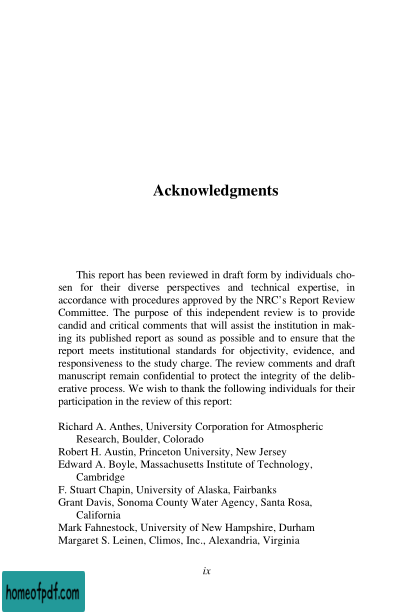 Acknowledgments
This report has been reviewed in draft form by individuals cho-
sen for their diverse perspectives and technical expertise, in
accordance with procedures approved by the NRC's Report Review
Committee. The purpose of this independent review is to provide
candid and critical comments that will assist the institution in mak-
ing its published report as sound as possible and to ensure that the
report meets institutional standards for objectivity, evidence, and
responsiveness to the study charge. The review comments and draft
manuscript remain confidential to protect the integrity of the delib-
erative process. We wish to thank the following individuals for their
participation in the review of this report:
Richard A. Anthes, University Corporation for Atmospheric
Research, Boulder, Colorado
Robert H. Austin, Princeton University, New Jersey
Edward A. Boyle, Massachusetts Institute of Technology,
Cambridge
F. Stuart Chapin, University of Alaska, Fairbanks
Grant Davis, Sonoma County Water Agency, Santa Rosa,
California
Mark Fahnestock, University of New Hampshire, Durham
Margaret S. Leinen, Climos, Inc., Alexandria, Virginia
ix
homeofpdf.com